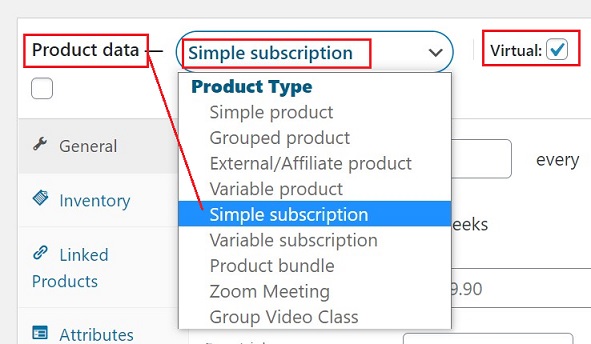 Product data — Simple subscription Virtual:
Product Type
Simple product
General
Grouped product
External/Affiliate product
every
Variable product
Inventory
Simple subscription
eeks
Variable subscription
Linked
Products
Product bundle
Zoom Meeting
9.90
Group Video Class
Attributes